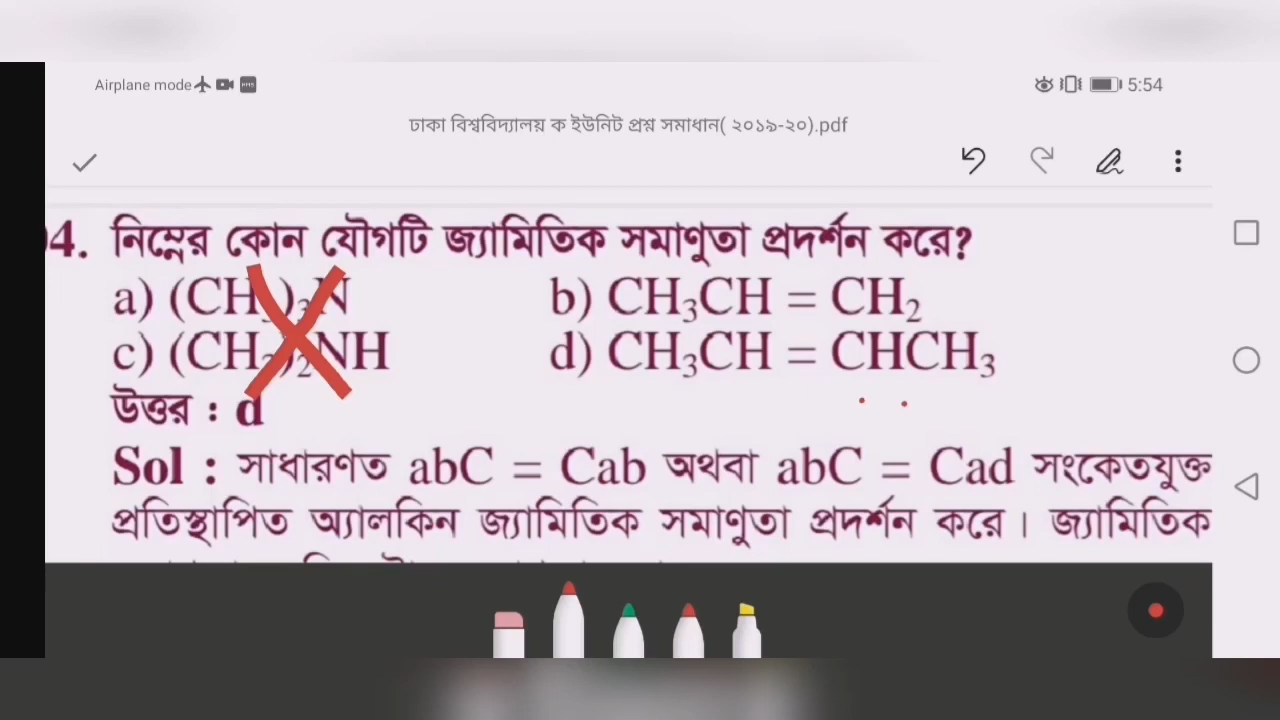 Airplane mode
5:54
ঢাকা বিশ্ববিদ্যালয় ক ইউনিট প্রশ্ন সমাধান( ২০১৯-২০).pdf
4. নিম্নের কোন যৌগটি জ্যামিতিক সমাণুতা প্রদর্শন করে?
a) (CH₃)₃N b) CH₃CH = CH₂
c) (CH₃)₂NH d) CH₃CH = CHCH₃
উত্তর : d
Sol : সাধারণত abC = Cab অথবা abC = Cad সংকেতযুক্ত
প্রতিস্থাপিত অ্যালকিন জ্যামিতিক সমাণুতা প্রদর্শন করে। জ্যামিতিক